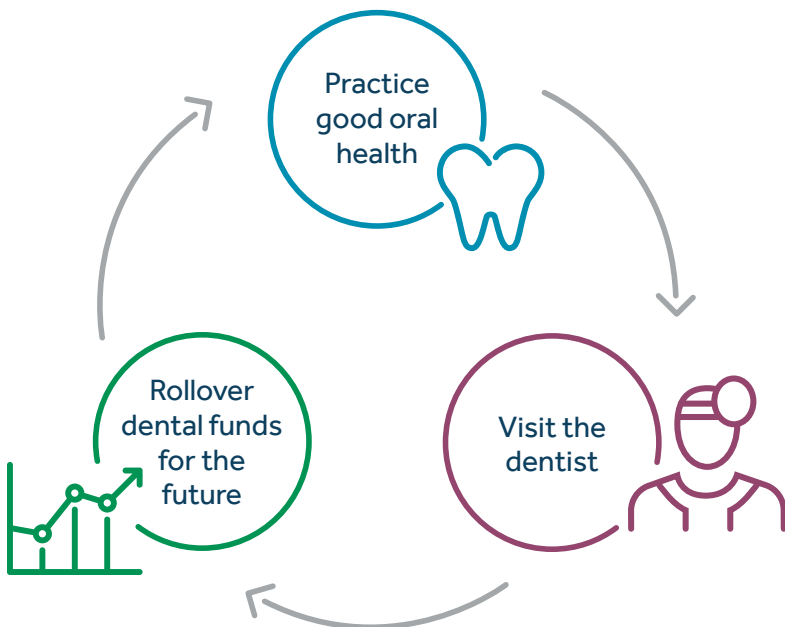 Practice
good oral
health
Visit the
dentist
Rollover
dental funds
for the
future